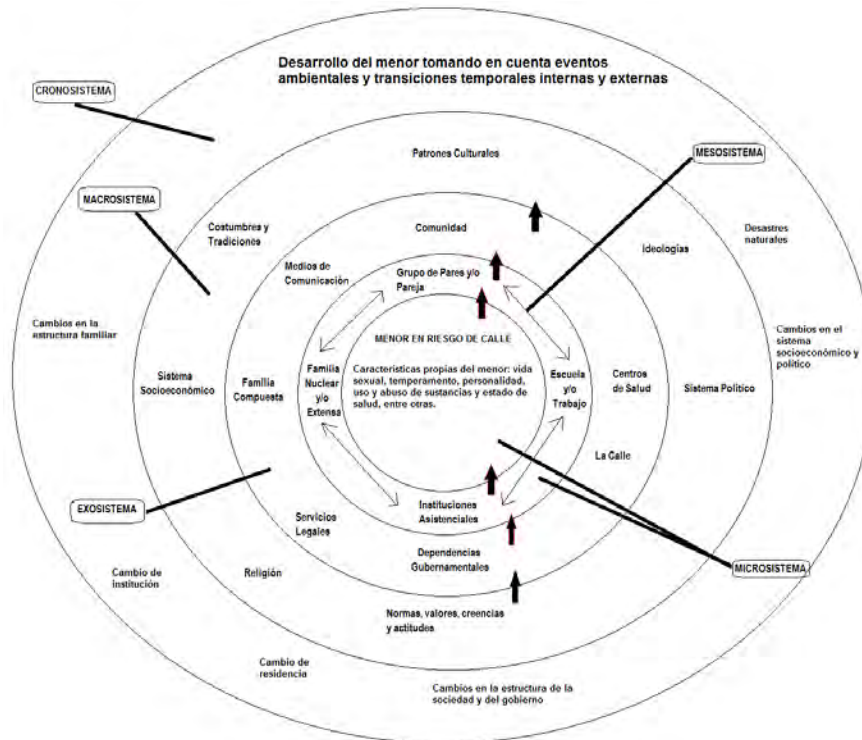 Desarrollo del menor tomando en cuenta eventos
ambientales y transiciones temporales internas y externas
CRONOSISTEMA
MESOSISTEMA
Patrones Culturales
MACROSISTEMA
Costumbres y
Tradiciones
Comunidad
Ideologías
Desastres
naturales
Medios de
Comunicación
Grupo de Pares y/o
Pareja
Cambios en la
estructura familiar
MENOR EN RIESGO DE CALLE
Cambios en el
sistema
socioeconómico y
político
Sistema
Socioeconómico
Familia
Compuesta
Familia
Nuclear
y/o
Extensa
Características propias del menor: vida
sexual, temperamento, personalidad,
uso y abuso de sustancias y estado de
salud, entre otras.
Escuela
y/o
Trabajo
Centros
de Salud
Sistema Político
La Calle
EXOSISTEMA
Servicios
Legales
Instituciones
Asistenciales
Dependencias
Gubernamentales
MICROSISTEMA
Cambio de
institución
Religión
Normas, valores, creencias
y actitudes
Cambio de
residencia
Cambios en la estructura de la
sociedad y del gobierno